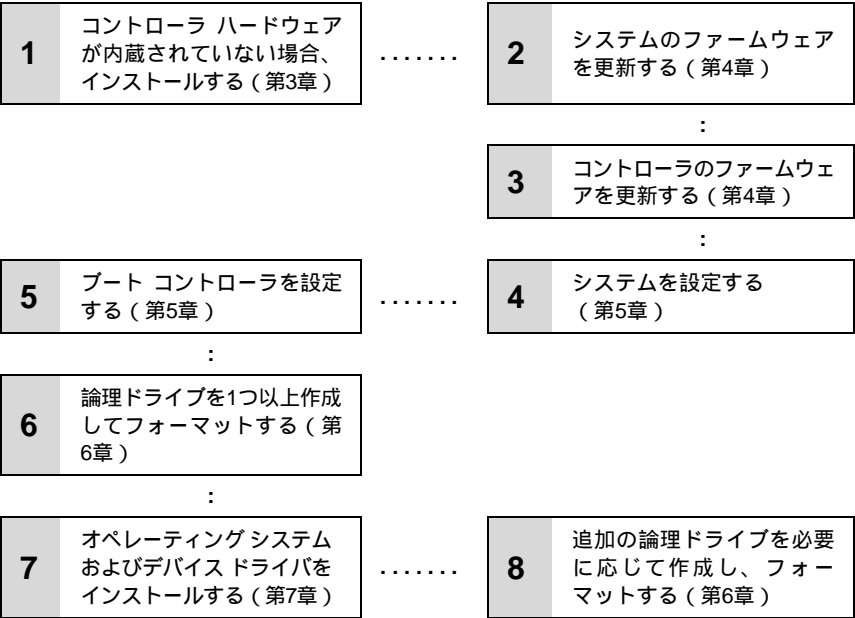 1
コントローラ ハードウェア
が内蔵されていない場合、
インストールする(第3章)
.......
2
システムのファームウェア
を更新する(第4章)
:
3
コントローラのファームウェ
アを更新する(第4章)
:
4
システムを設定する
(第5章)
.......
5
ブート コントローラを設定
する(第5章)
:
6
論理ドライブを1つ以上作成
してフォーマットする(第
6章)
:
7
オペレーティング システム
およびデバイス ドライバを
インストールする(第7章)
.......
8
追加の論理ドライブを必要
に応じて作成し、フォー
マットする(第6章)